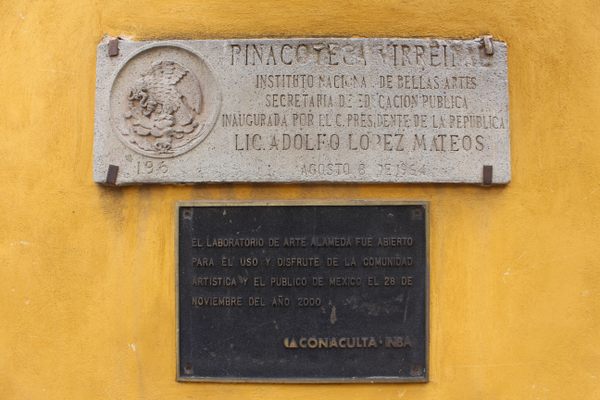 PINACOTECA VIRREINAL
INSTITUTO NACIONAL DE BELLAS ARTES
SECRETARIA DE EDUCACION PUBLICA
INAUGURADA POR EL C. PRESIDENTE DE LA REPUBLICA
LIC. ADOLFO LOPEZ MATEOS
196
AGOSTO 8 DE 1964
EL LABORATORIO DE ARTE ALAMEDA FUE ABIERTO
PARA EL USO Y DISFRUTE DE LA COMUNIDAD
ARTISTICA Y EL PUBLICO DE MEXICO EL 28 DE
NOVIEMBRE DEL AÑO 2000
CONACULTA · INBA